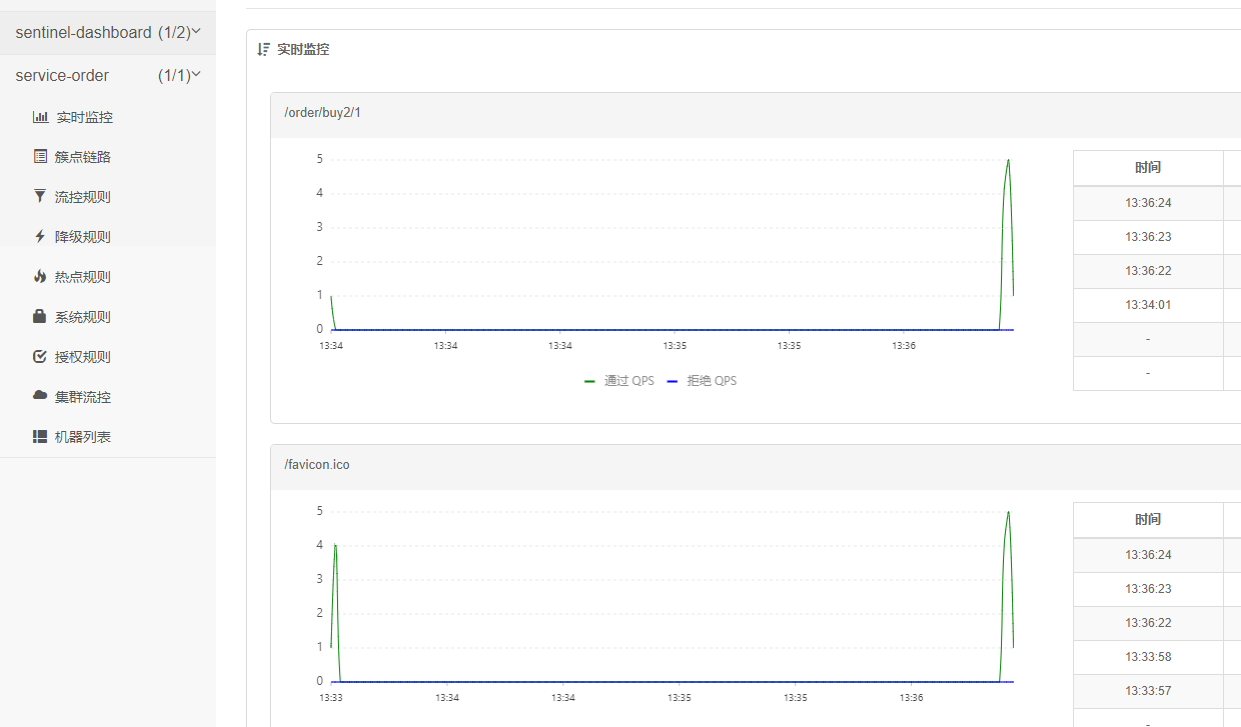 sentinel-dashboard (1/2)
service-order (1/1)
实时监控
簇点链路
流控规则
降级规则
热点规则
系统规则
授权规则
集群流控
机器列表
实时监控
/order/buy2/1
5
4
3
2
1
0
13:34 13:34 13:34 13:35 13:35 13:36
通过 QPS 拒绝 QPS
时间
13:36:24
13:36:23
13:36:22
13:34:01
-
-
/favicon.ico
5
4
3
2
1
0
13:33 13:34 13:34 13:35 13:35 13:36
时间
13:36:24
13:36:23
13:36:22
13:33:58
13:33:57
-